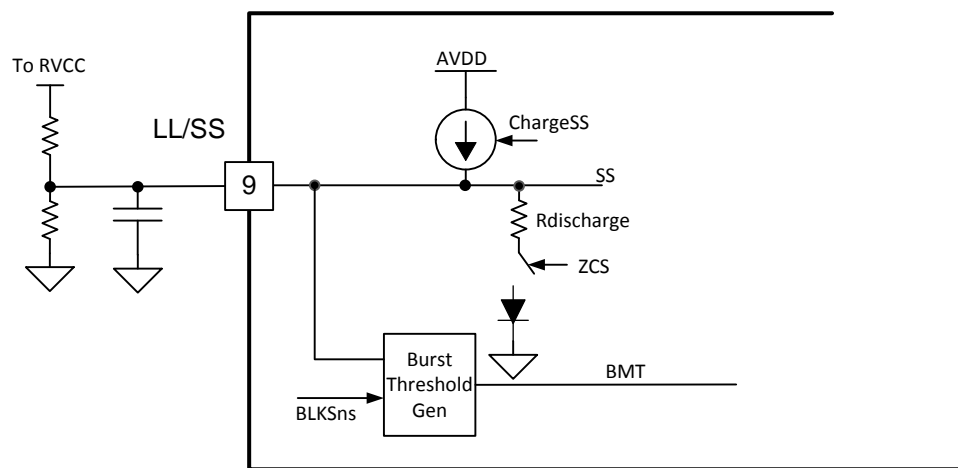 To RVCC
AVDD
LL/SS
ChargeSS
9
SS
Rdischarge
ZCS
Burst
Threshold
Gen
BMT
BLKSns